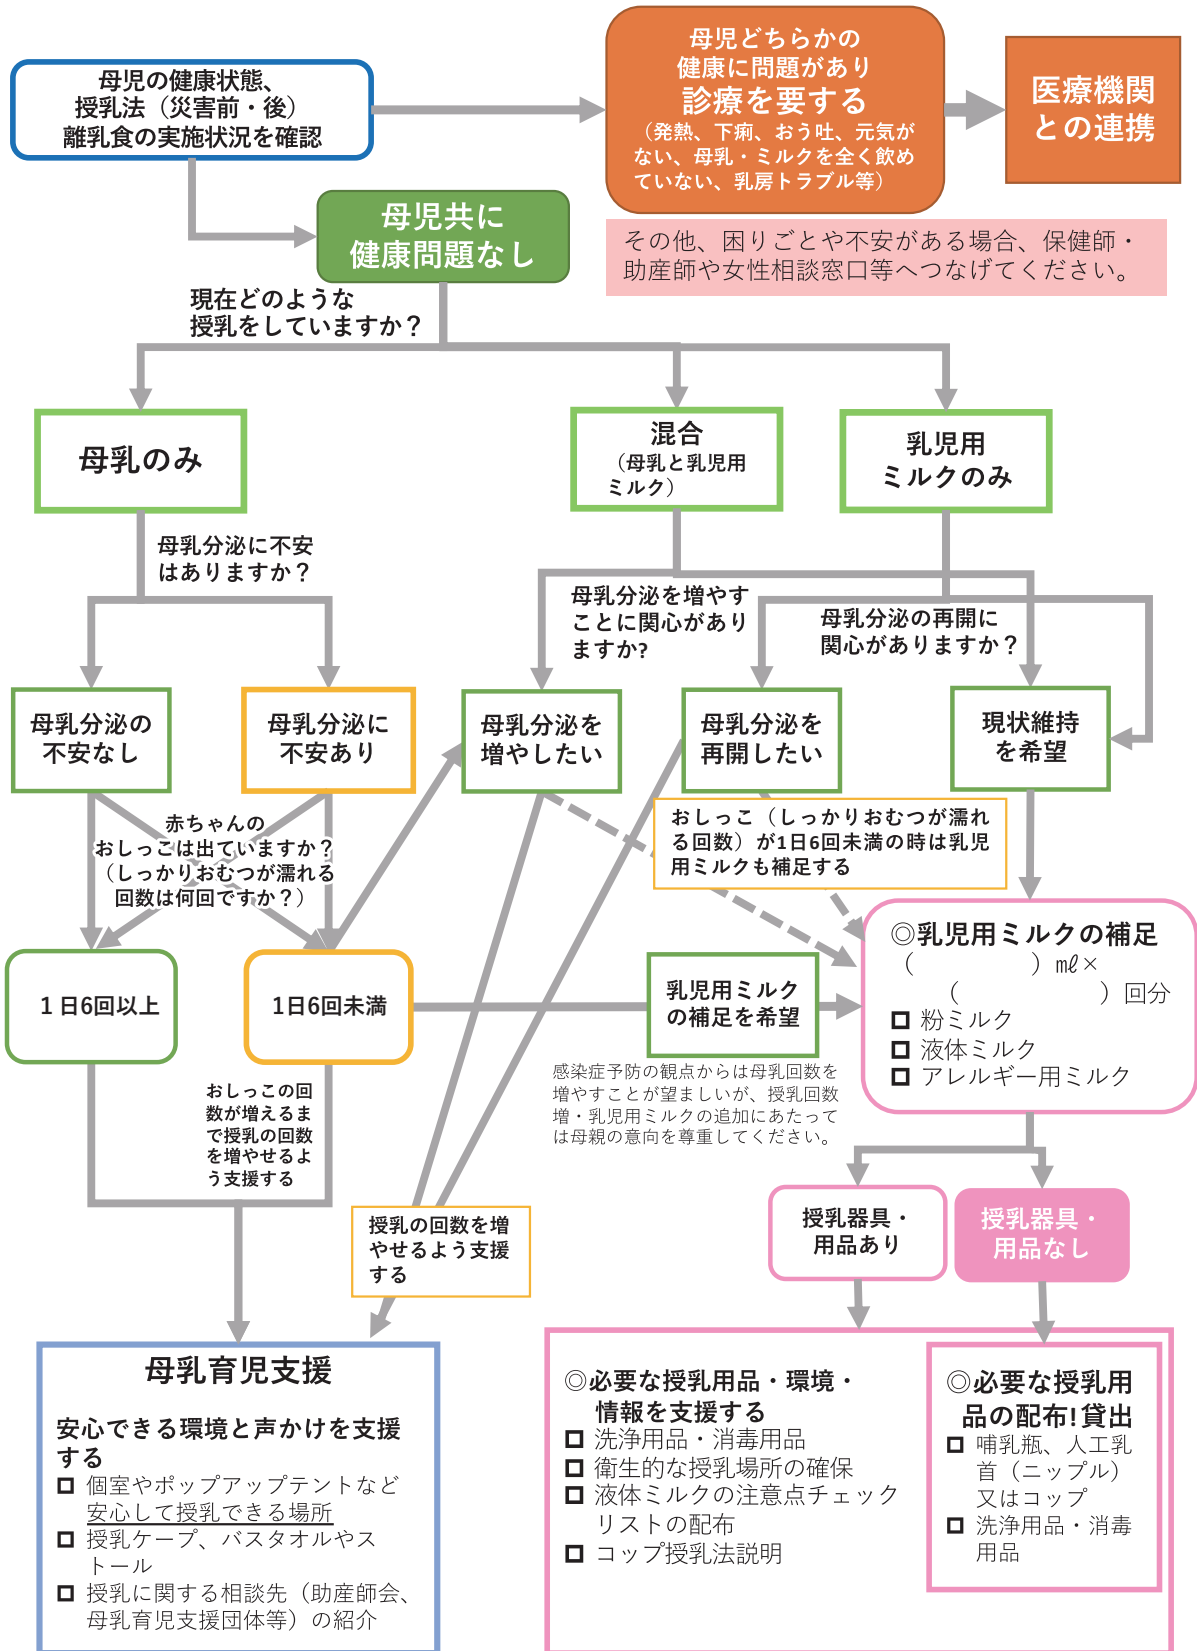 母児の健康状態、
授乳法（災害前・後）
離乳食の実施状況を確認
母児どちらかの
健康に問題があり
診療を要する
（発熱、下痢、おう吐、元気が
ない、母乳・ミルクを全く飲め
ていない、乳房トラブル等）
医療機関
との連携
母児共に
健康問題なし
その他、困りごとや不安がある場合、保健師・
助産師や女性相談窓口等へつなげてください。
現在どのような
授乳をしていますか？
母乳のみ
混合
（母乳と乳児用
ミルク）
乳児用
ミルクのみ
母乳分泌に不安
はありますか？
母乳分泌を増やす
ことに関心があり
ますか?
母乳分泌の再開に
関心がありますか？
母乳分泌の
不安なし
母乳分泌に
不安あり
母乳分泌を
増やしたい
母乳分泌を
再開したい
現状維持
を希望
赤ちゃんの
おしっこは出ていますか？
（しっかりおむつが濡れる
回数は何回ですか？）
おしっこ（しっかりおむつが濡れ
る回数）が1日6回未満の時は乳児
用ミルクも補足する
1日6回以上
1日6回未満
乳児用ミルク
の補足を希望
◎乳児用ミルクの補足
（　　　　　）㎖×
（　　　　　）回分
□ 粉ミルク
□ 液体ミルク
□ アレルギー用ミルク
感染症予防の観点からは母乳回数を
増やすことが望ましいが、授乳回数
増・乳児用ミルクの追加にあたって
は母親の意向を尊重してください。
おしっこの回
数が増えるま
で授乳の回数
を増やせるよ
う支援する
授乳の回数を増
やせるよう支援
する
授乳器具・
用品あり
授乳器具・
用品なし
母乳育児支援
安心できる環境と声かけを支援
する
□ 個室やポップアップテントなど
安心して授乳できる場所
□ 授乳ケープ、バスタオルやス
トール
□ 授乳に関する相談先（助産師会、
母乳育児支援団体等）の紹介
◎必要な授乳用品・環境・
情報を支援する
□ 洗浄用品・消毒用品
□ 衛生的な授乳場所の確保
□ 液体ミルクの注意点チェック
リストの配布
□ コップ授乳法説明
◎必要な授乳用
品の配布!貸出
□ 哺乳瓶、人工乳
首（ニップル）
又はコップ
□ 洗浄用品・消毒
用品